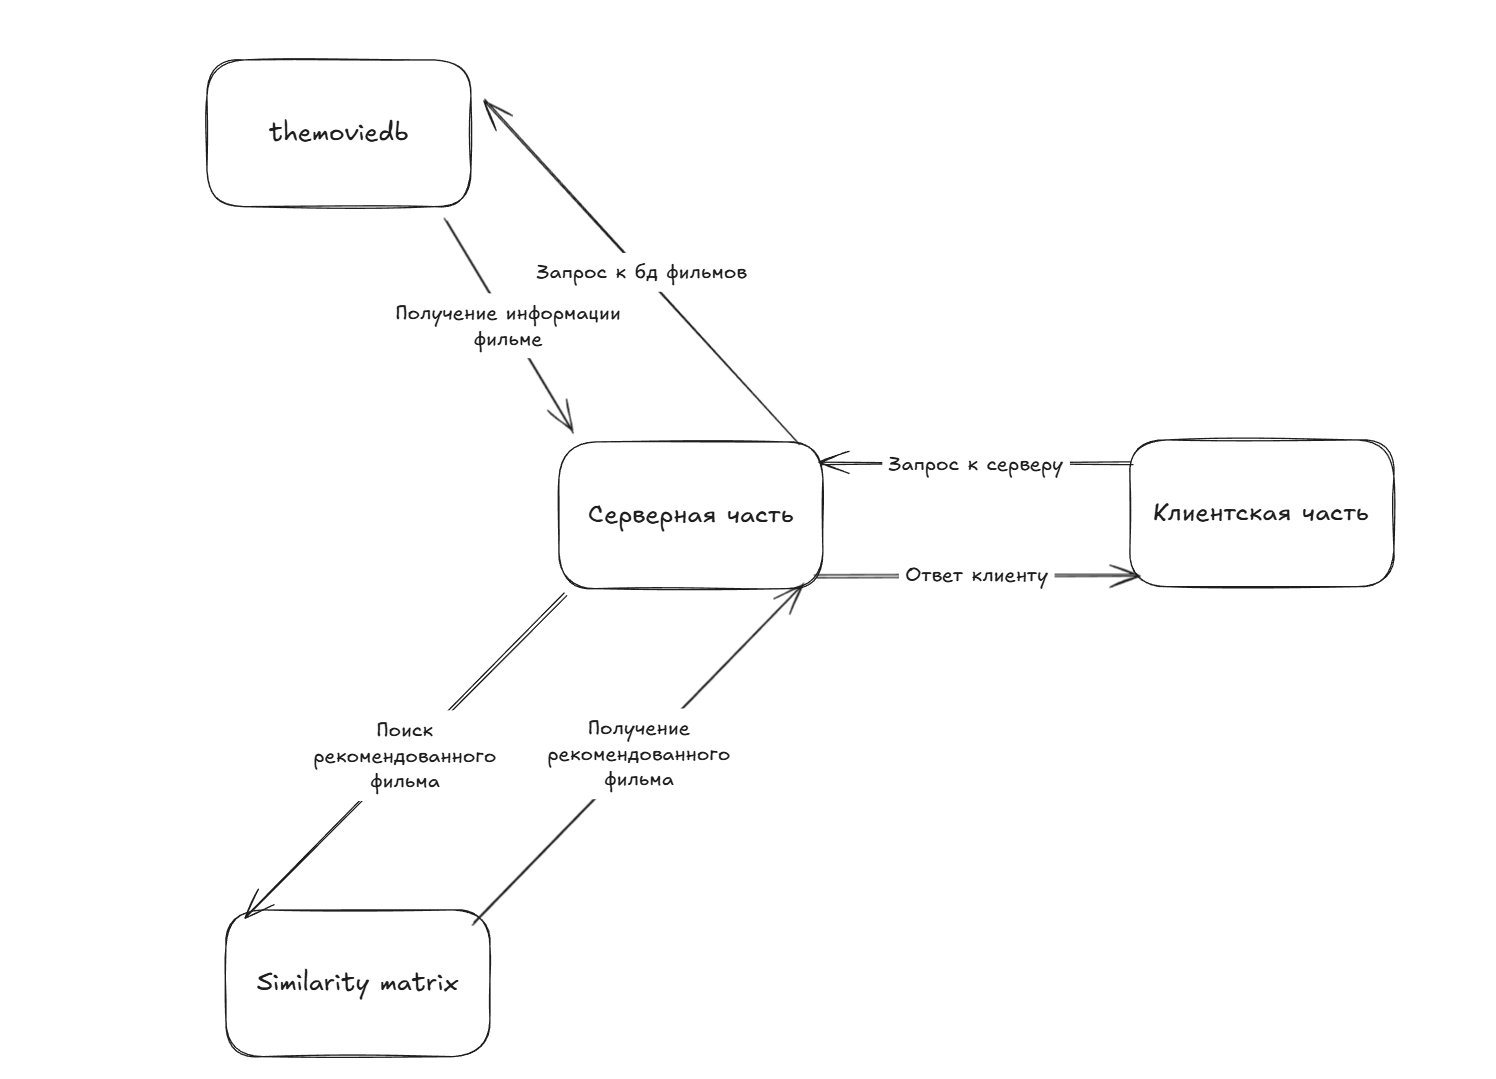 themoviedb
Запрос к бд фильмов
Получение информации
фильме
Запрос к серверу
Серверная часть
Клиентская часть
Ответ клиенту
Поиск
рекомендованного
фильма
Получение
рекомендованного
фильма
Similarity matrix